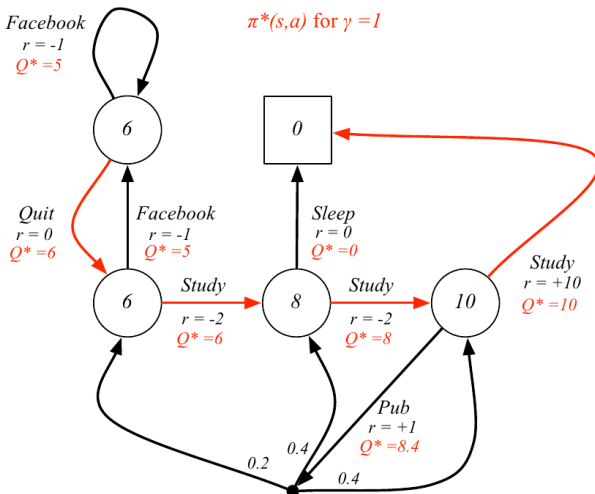 π*(s,a) for γ =1
Facebook
r = -1
Q* =5
6
0
Quit
r = 0
Q* =6
Facebook
r = -1
Q* =5
Sleep
r = 0
Q* =0
Study
r = +10
Q* =10
6
Study
r = -2
Q* =6
8
Study
r = -2
Q* =8
10
Pub
r = +1
Q* =8.4
0.2
0.4
0.4